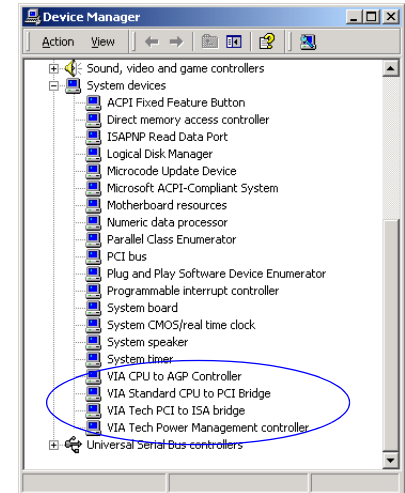 Device Manager
Action View
Sound, video and game controllers
System devices
ACPI Fixed Feature Button
Direct memory access controller
ISAPNP Read Data Port
Logical Disk Manager
Microcode Update Device
Microsoft ACPI-Compliant System
Motherboard resources
Numeric data processor
Parallel Class Enumerator
PCI bus
Plug and Play Software Device Enumerator
Programmable interrupt controller
System board
System CMOS/real time clock
System speaker
System timer
VIA CPU to AGP Controller
VIA Standard CPU to PCI Bridge
VIA Tech PCI to ISA bridge
VIA Tech Power Management controller
Universal Serial Bus controllers